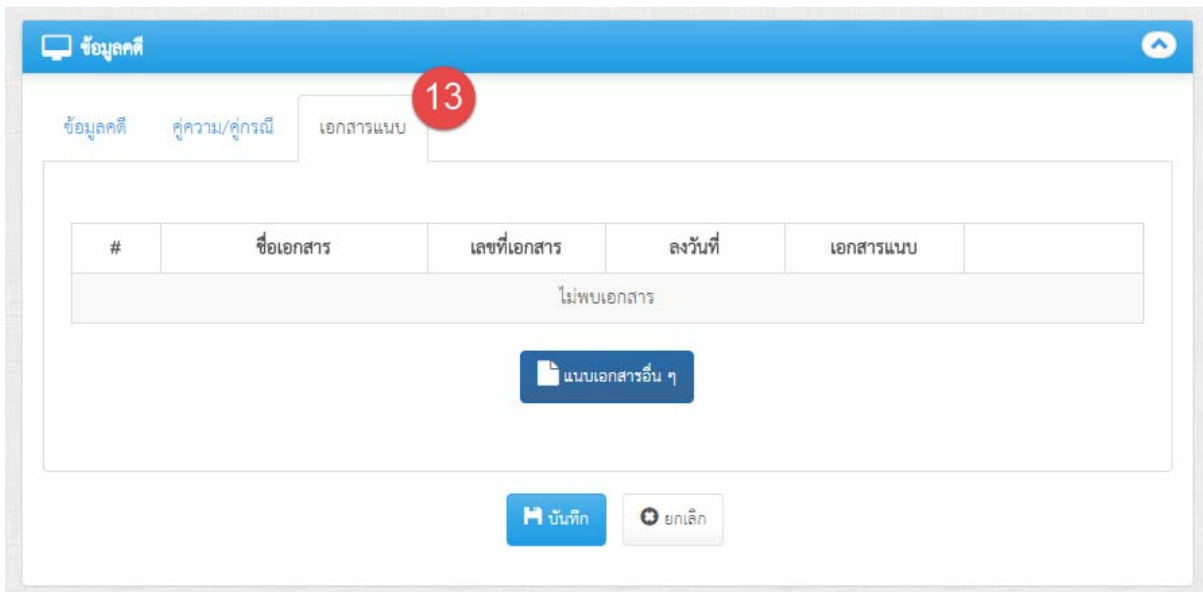 ข้อมูลคดี
13
ข้อมูลคดี คู่ความ/คู่กรณี เอกสารแนบ
# ชื่อเอกสาร เลขที่เอกสาร ลงวันที่ เอกสารแนบ
ไม่พบเอกสาร
แนบเอกสารอื่น ๆ
บันทึก ยกเลิก